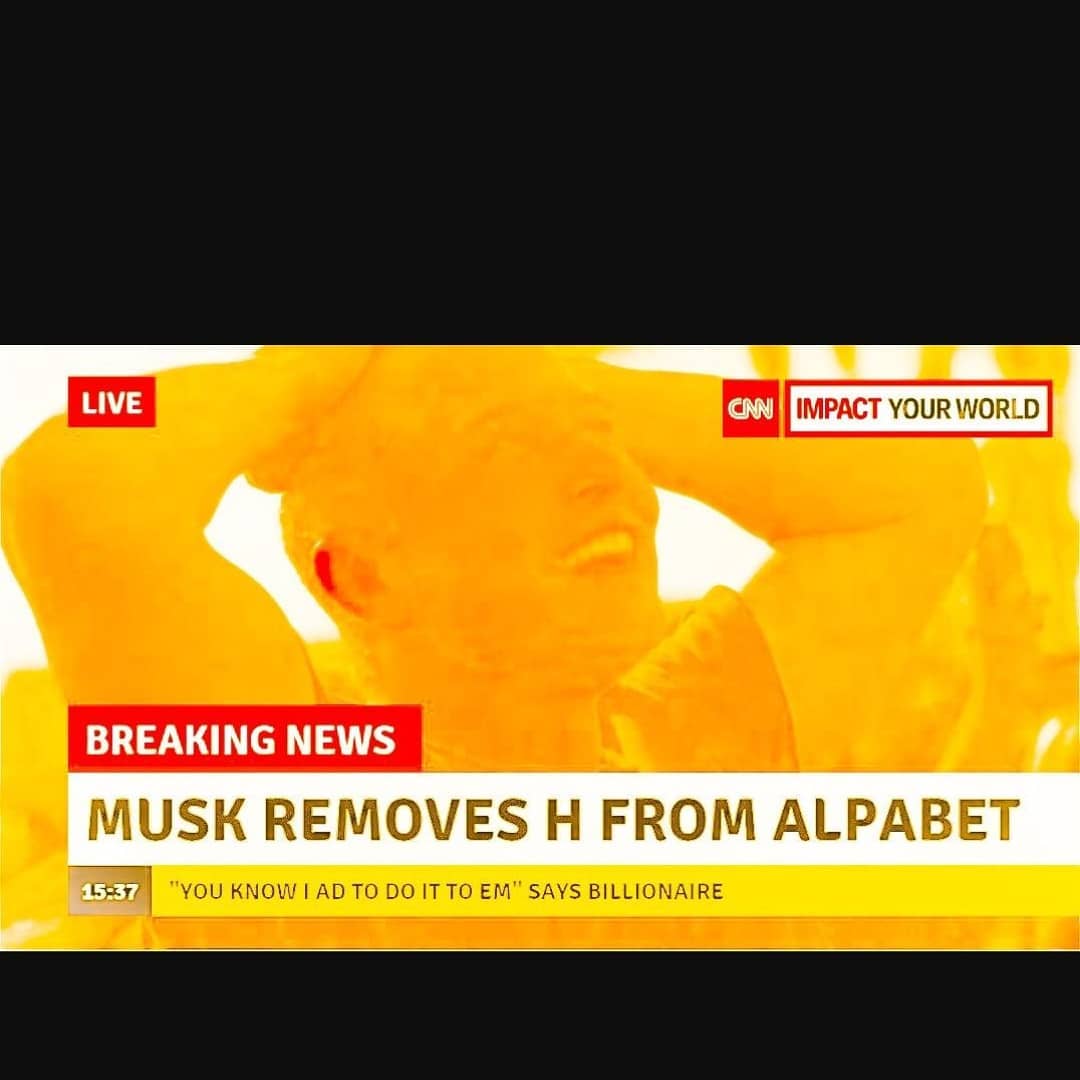 LIVE
CNN IMPACT YOUR WORLD
BREAKING NEWS
MUSK REMOVES H FROM ALPABET
15:37 "YOU KNOW I AD TO DO IT TO EM" SAYS BILLIONAIRE